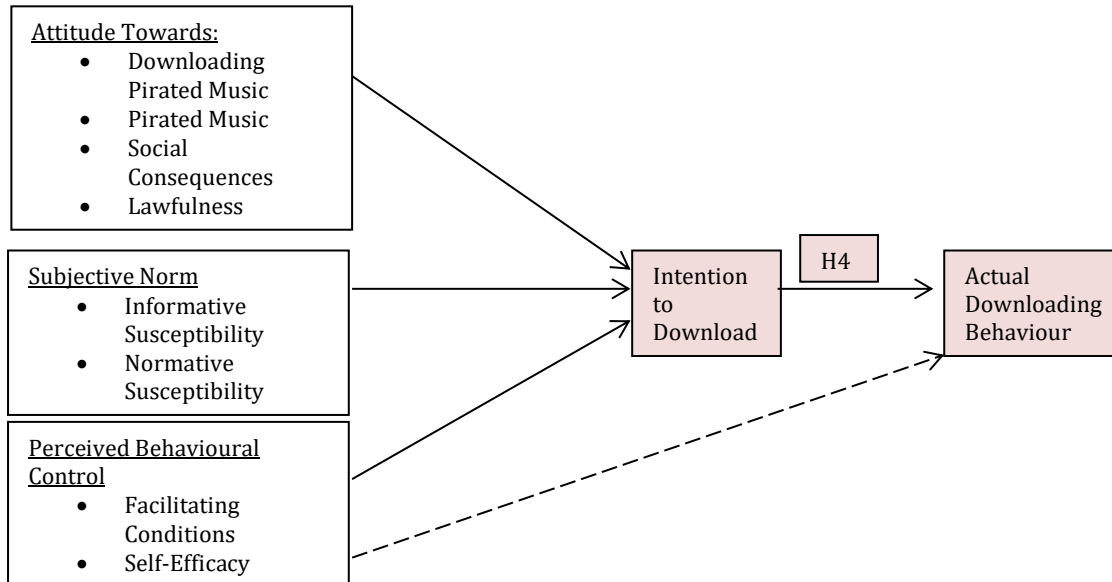 Attitude Towards:
• Downloading
Pirated Music
• Pirated Music
• Social
Consequences
• Lawfulness
Subjective Norm
• Informative
Susceptibility
• Normative
Susceptibility
Perceived Behavioural
Control
• Facilitating
Conditions
• Self-Efficacy
Intention
to
Download
H4
Actual
Downloading
Behaviour